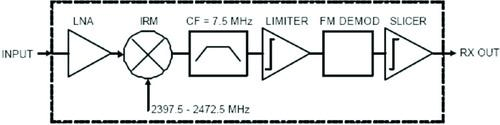 LNA IRM CF = 7.5 MHz LIMITER FM DEMOD SLICER
INPUT RX OUT
2397.5 - 2472.5 MHz